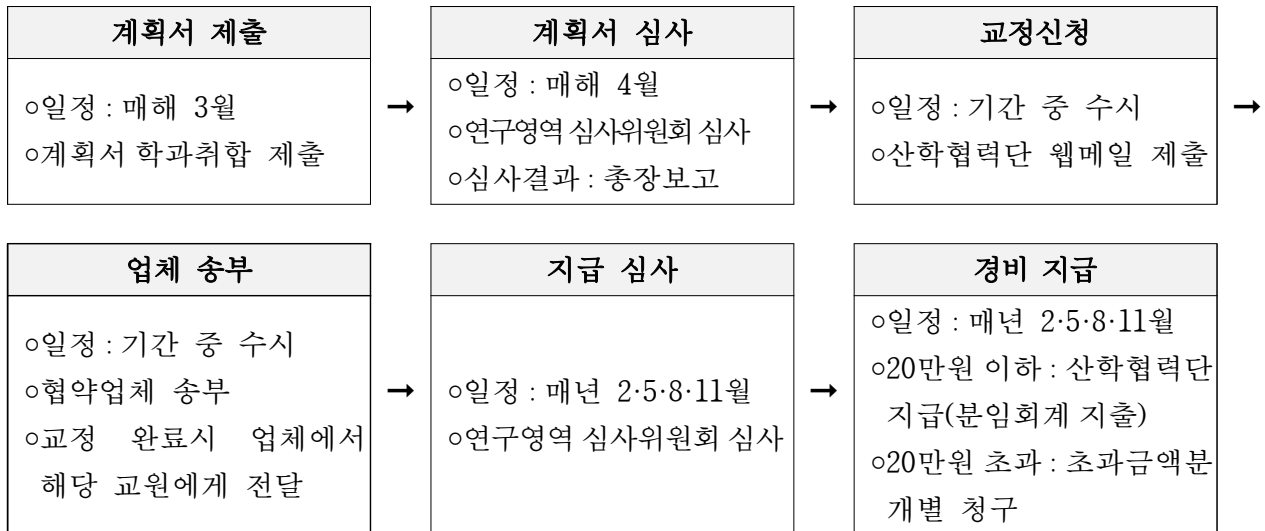 계획서 제출
○일정 : 매해 3월
○계획서 학과취합 제출
➞
계획서 심사
○일정 : 매해 4월
○연구영역 심사위원회 심사
○심사결과 : 총장보고
➞
교정신청
○일정 : 기간 중 수시
○산학협력단 웹메일 제출
➞
업체 송부
○일정 : 기간 중 수시
○협약업체 송부
○교정 완료시 업체에서
해당 교원에게 전달
➞
지급 심사
○일정 : 매년 2·5·8·11월
○연구영역 심사위원회 심사
➞
경비 지급
○일정 : 매년 2·5·8·11월
○20만원 이하 : 산학협력단
지급(분임회계 지출)
○20만원 초과 : 초과금액분
개별 청구